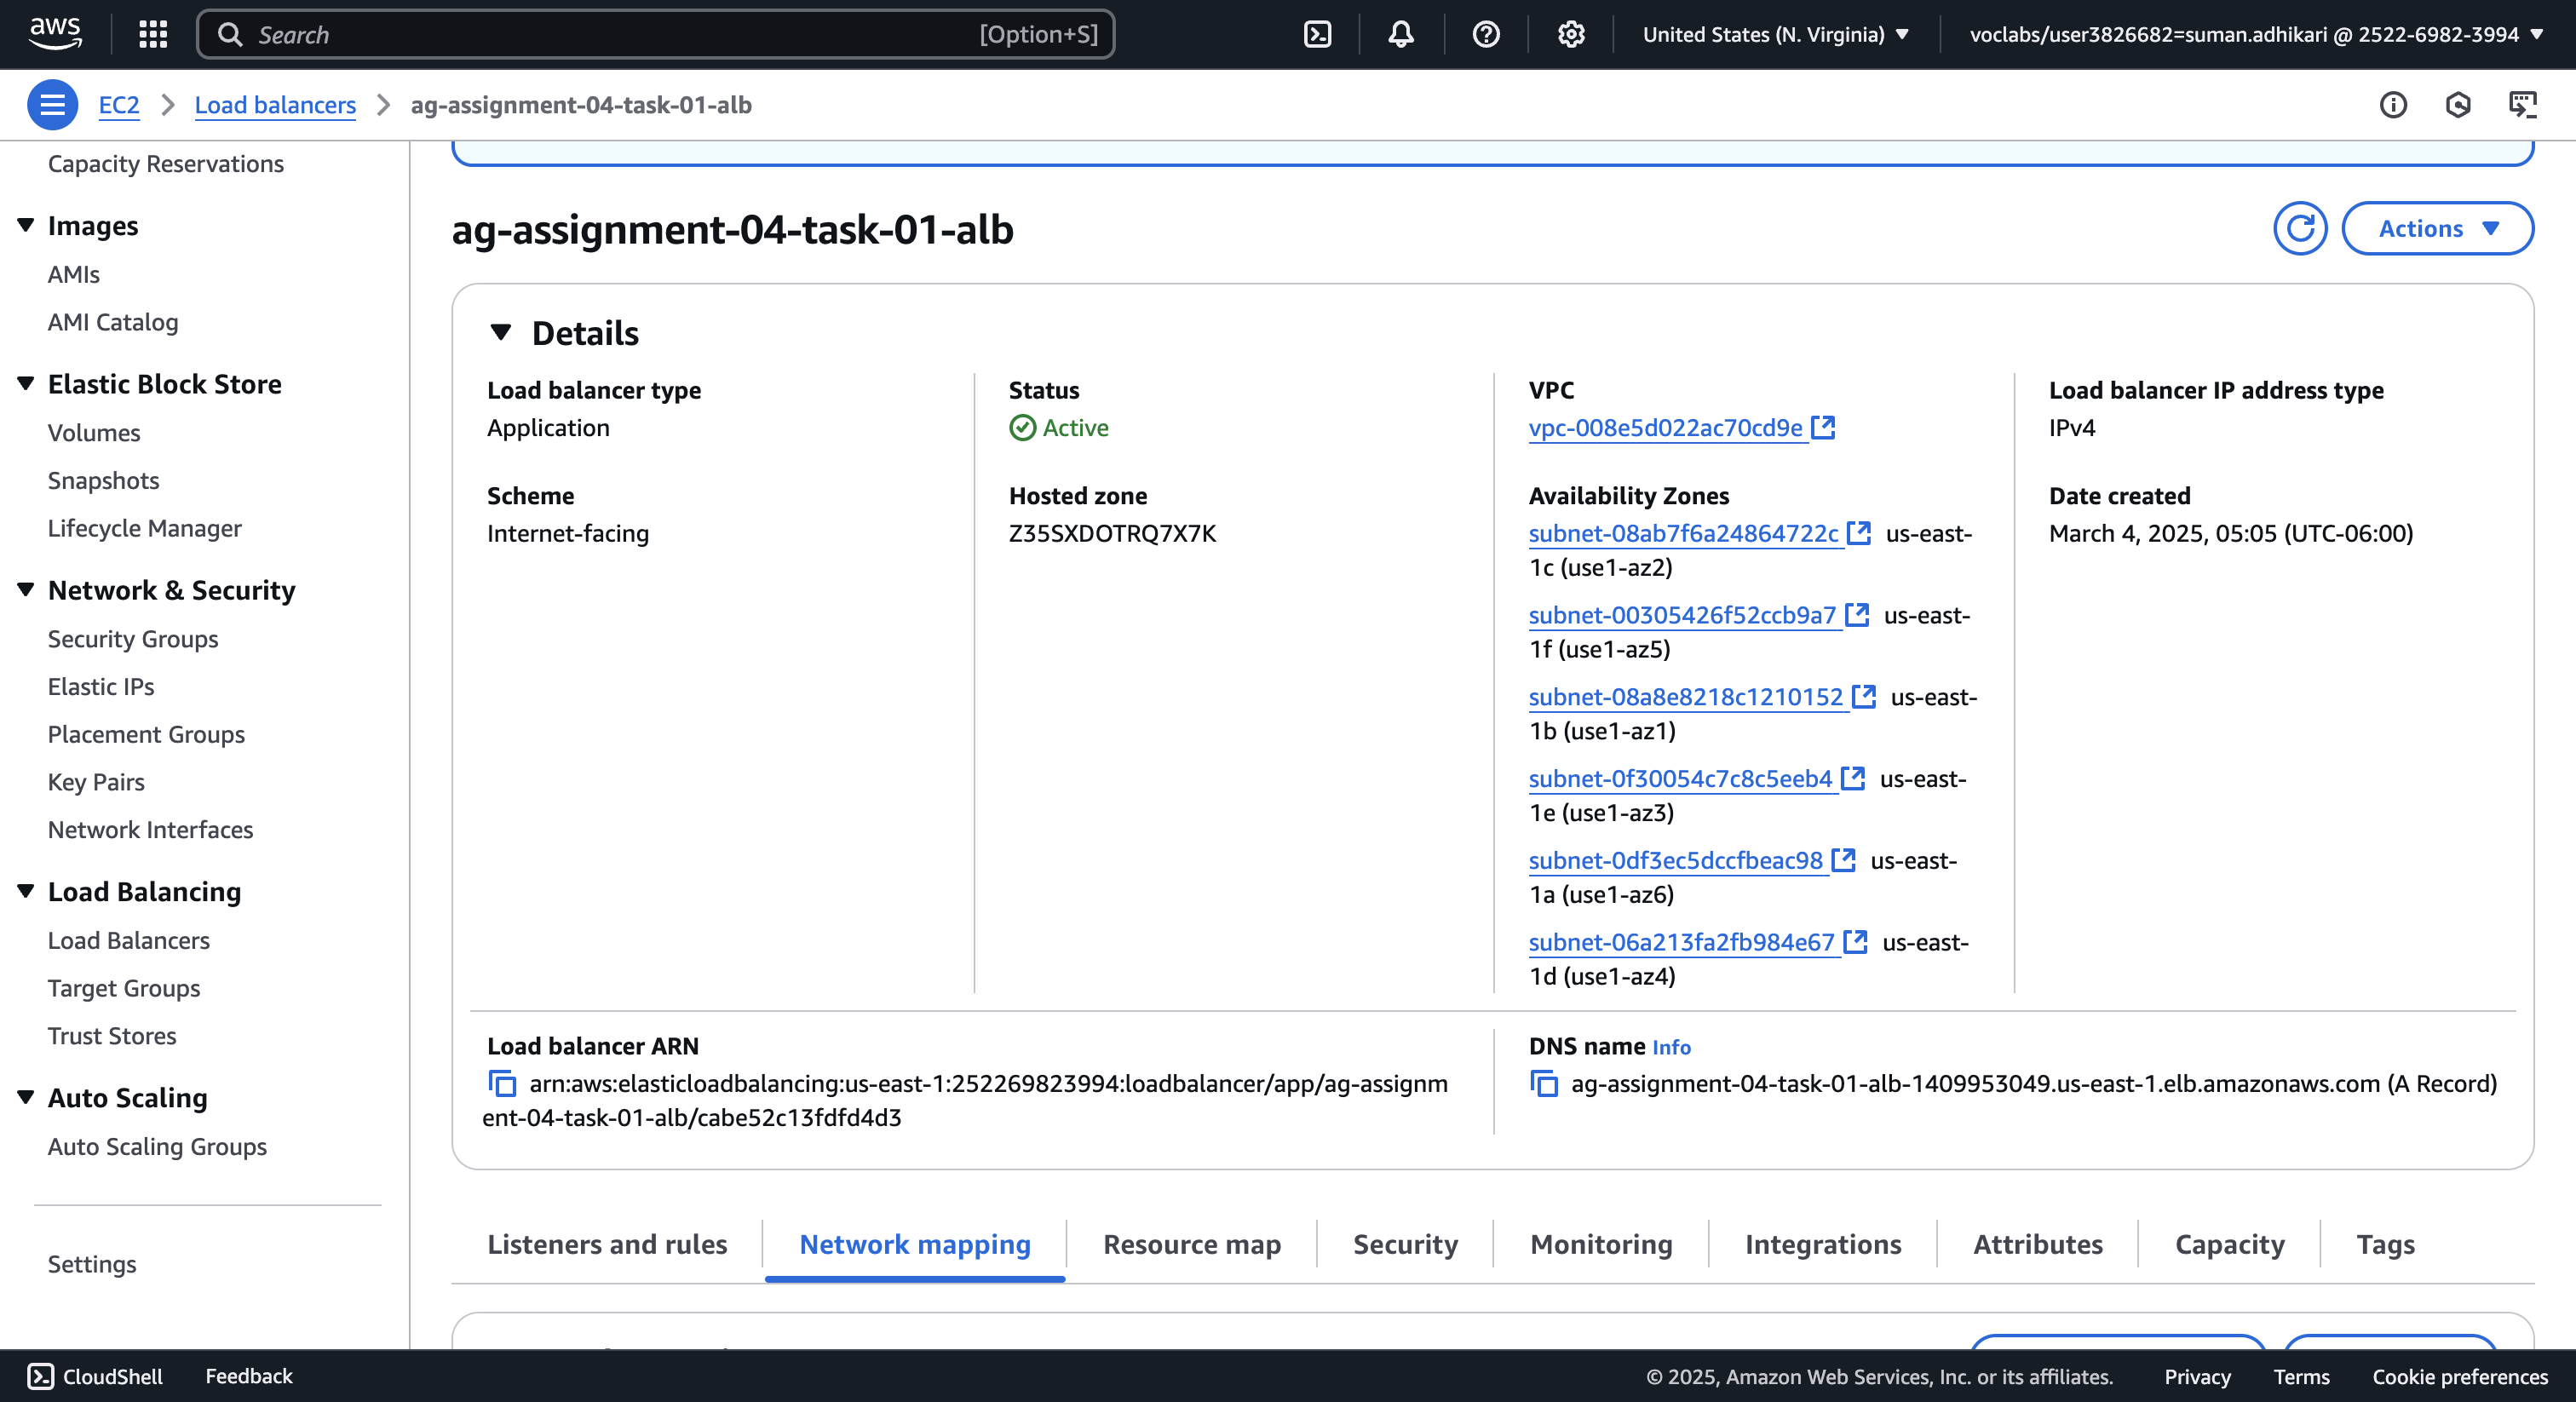 aws
Search [Option+S]
United States (N. Virginia)
voclabs/user3826682=suman.adhikari @ 2522-6982-3994
EC2
Load balancers
ag-assignment-04-task-01-alb
Capacity Reservations
Images
AMIs
AMI Catalog
Elastic Block Store
Volumes
Snapshots
Lifecycle Manager
Network & Security
Security Groups
Elastic IPs
Placement Groups
Key Pairs
Network Interfaces
Load Balancing
Load Balancers
Target Groups
Trust Stores
Auto Scaling
Auto Scaling Groups
Settings
ag-assignment-04-task-01-alb
Actions
Details
Load balancer type
Application
Scheme
Internet-facing
Status
Active
Hosted zone
Z35SXDOTRQ7X7K
VPC
vpc-008e5d022ac70cd9e
Availability Zones
subnet-08ab7f6a24864722c us-east-
1c (use1-az2)
subnet-00305426f52ccb9a7 us-east-
1f (use1-az5)
subnet-08a8e8218c1210152 us-east-
1b (use1-az1)
subnet-0f30054c7c8c5eeb4 us-east-
1e (use1-az3)
subnet-0df3ec5dccfbeac98 us-east-
1a (use1-az6)
subnet-06a213fa2fb984e67 us-east-
1d (use1-az4)
Load balancer IP address type
IPv4
Date created
March 4, 2025, 05:05 (UTC-06:00)
Load balancer ARN
arn:aws:elasticloadbalancing:us-east-1:252269823994:loadbalancer/app/ag-assignm
ent-04-task-01-alb/cabe52c13fdfd4d3
DNS name Info
ag-assignment-04-task-01-alb-1409953049.us-east-1.elb.amazonaws.com (A Record)
Listeners and rules
Network mapping
Resource map
Security
Monitoring
Integrations
Attributes
Capacity
Tags
CloudShell
Feedback
© 2025, Amazon Web Services, Inc. or its affiliates.
Privacy
Terms
Cookie preferences